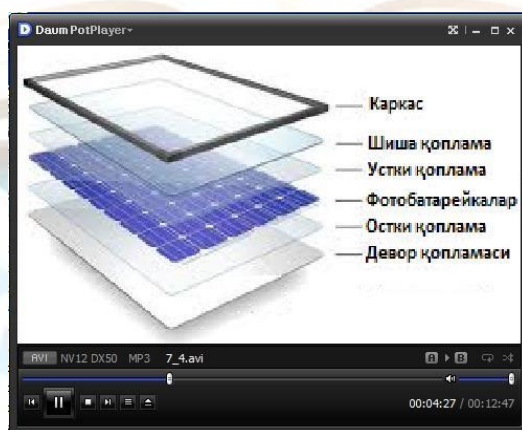 Daum PotPlayer
Каркас
Шиша қоплама
Устки қоплама
Фотобатарейкалар
Остки қоплама
Девор қопламаси
AVI NV12 DX50 MP3 7_4.avi A B
00:04:27 / 00:12:47